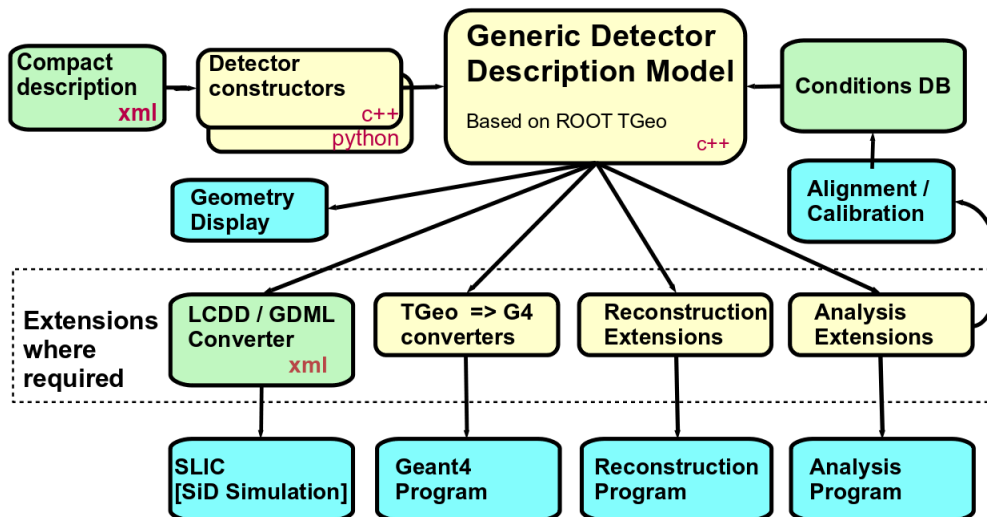 Compact
description
xml
Detector
constructors
c++
python
Generic Detector
Description Model
Based on ROOT TGeo
c++
Conditions DB
Geometry
Display
Alignment /
Calibration
Extensions
where
required
LCDD / GDML
Converter
xml
TGeo => G4
converters
Reconstruction
Extensions
Analysis
Extensions
SLIC
[SiD Simulation]
Geant4
Program
Reconstruction
Program
Analysis
Program